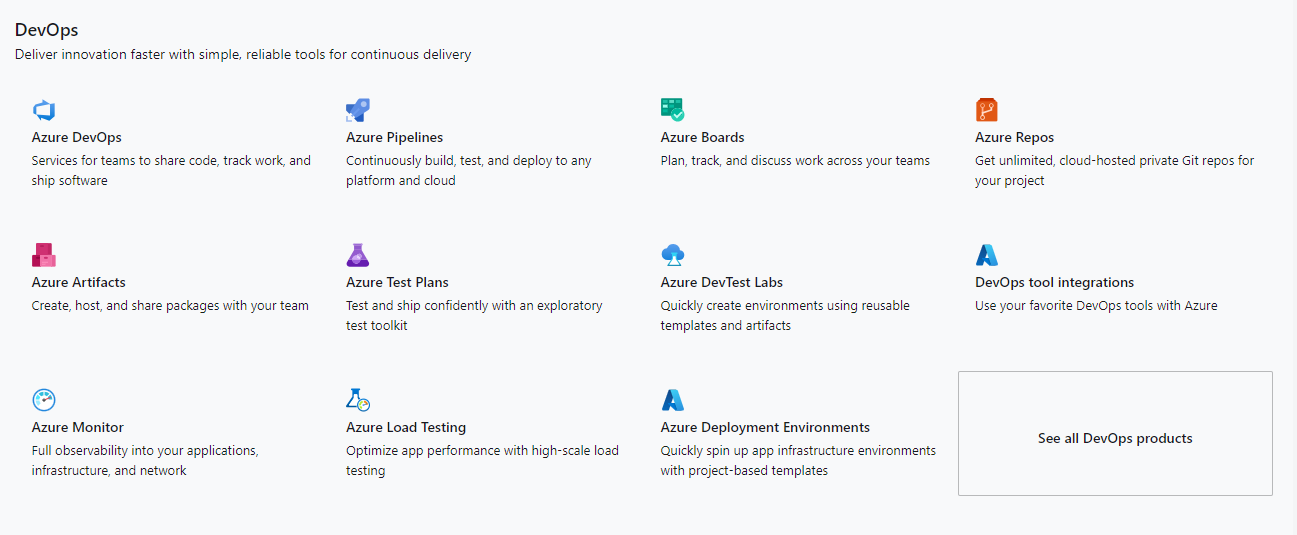 DevOps
Deliver innovation faster with simple, reliable tools for continuous delivery
Azure DevOps
Services for teams to share code, track work, and
ship software
Azure Pipelines
Continuously build, test, and deploy to any
platform and cloud
Azure Boards
Plan, track, and discuss work across your teams
Azure Repos
Get unlimited, cloud-hosted private Git repos for
your project
Azure Artifacts
Create, host, and share packages with your team
Azure Test Plans
Test and ship confidently with an exploratory
test toolkit
Azure DevTest Labs
Quickly create environments using reusable
templates and artifacts
DevOps tool integrations
Use your favorite DevOps tools with Azure
Azure Monitor
Full observability into your applications,
infrastructure, and network
Azure Load Testing
Optimize app performance with high-scale load
testing
Azure Deployment Environments
Quickly spin up app infrastructure environments
with project-based templates
See all DevOps products